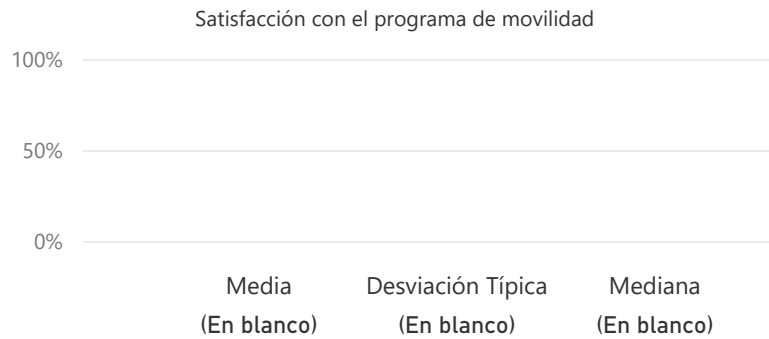 Satisfacción con el programa de movilidad
100%
50%
0%
Media Desviación Típica Mediana
(En blanco) (En blanco) (En blanco)